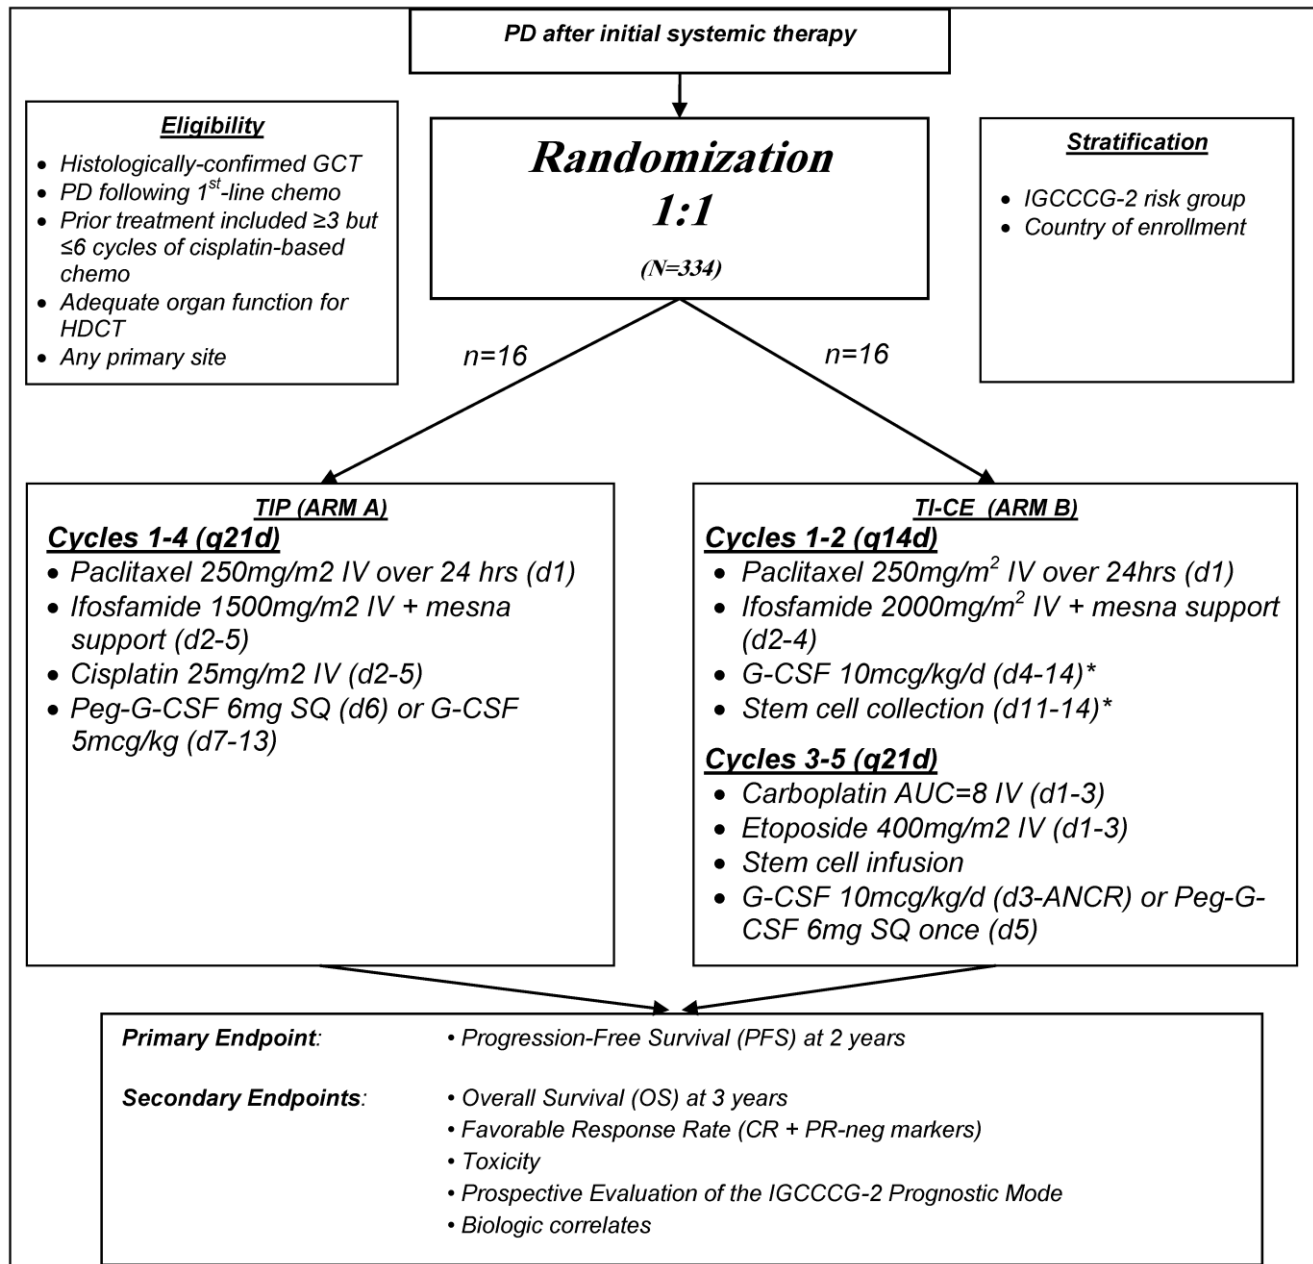 PD after initial systemic therapy
Eligibility
• Histologically-confirmed GCT
• PD following 1st-line chemo
• Prior treatment included ≥3 but
≤6 cycles of cisplatin-based
chemo
• Adequate organ function for
HDCT
• Any primary site
Randomization
1:1
(N=334)
Stratification
• IGCCCG-2 risk group
• Country of enrollment
n=16
n=16
TIP (ARM A)
Cycles 1-4 (q21d)
• Paclitaxel 250mg/m2 IV over 24 hrs (d1)
• Ifosfamide 1500mg/m2 IV + mesna
support (d2-5)
• Cisplatin 25mg/m2 IV (d2-5)
• Peg-G-CSF 6mg SQ (d6) or G-CSF
5mcg/kg (d7-13)
TI-CE (ARM B)
Cycles 1-2 (q14d)
• Paclitaxel 250mg/m² IV over 24hrs (d1)
• Ifosfamide 2000mg/m² IV + mesna support
(d2-4)
• G-CSF 10mcg/kg/d (d4-14)*
• Stem cell collection (d11-14)*
Cycles 3-5 (q21d)
• Carboplatin AUC=8 IV (d1-3)
• Etoposide 400mg/m2 IV (d1-3)
• Stem cell infusion
• G-CSF 10mcg/kg/d (d3-ANCR) or Peg-G-
CSF 6mg SQ once (d5)
Primary Endpoint: • Progression-Free Survival (PFS) at 2 years
Secondary Endpoints: • Overall Survival (OS) at 3 years
• Favorable Response Rate (CR + PR-neg markers)
• Toxicity
• Prospective Evaluation of the IGCCCG-2 Prognostic Mode
• Biologic correlates